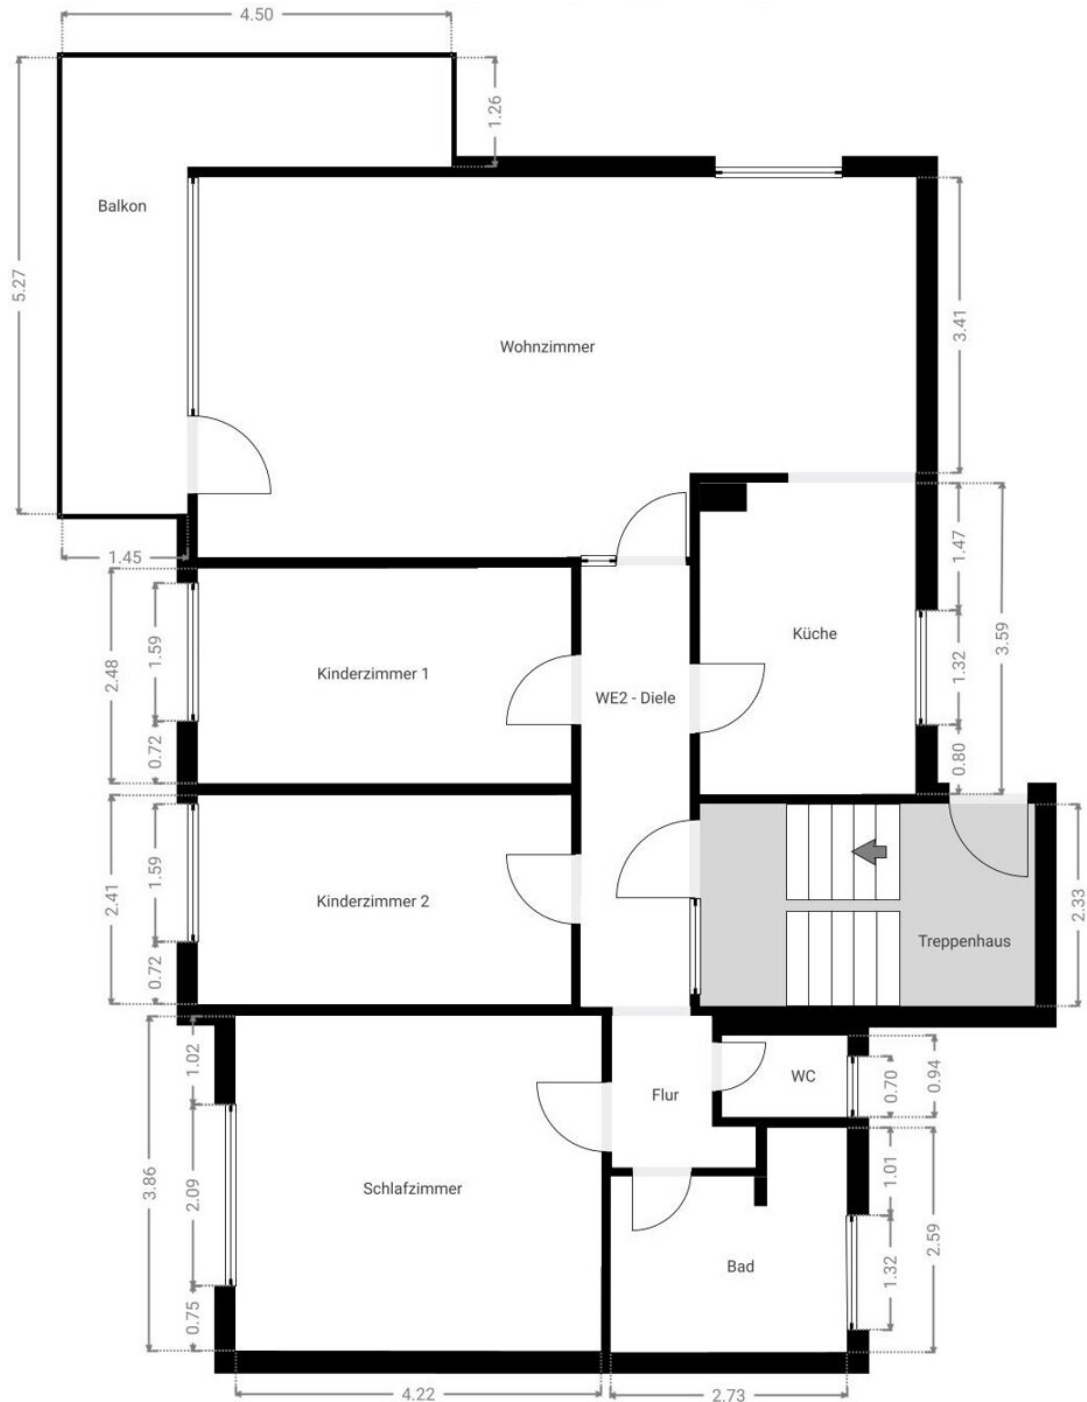 4.50
1.26
Balkon
5.27
Wohnzimmer
3.41
1.45
1.47
2.48
1.59
Kinderzimmer 1
Küche
3.59
1.32
WE2 - Diele
0.72
0.80
2.41
1.59
Kinderzimmer 2
2.33
Treppenhaus
0.72
1.02
WC
0.70
0.94
Flur
3.86
2.09
Schlafzimmer
1.01
2.59
Bad
1.32
0.75
4.22
2.73